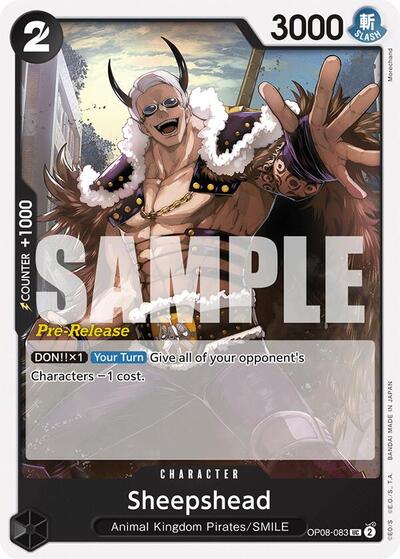 2
3000
斬
SLASH
Morechand
COUNTER +1000
SAMPLE
Pre-Release
DON!!×1 Your Turn Give all of your opponent's
Characters −1 cost.
CHARACTER
Sheepshead
Animal Kingdom Pirates/SMILE
OP08-083 UC 2
©E.O/S. ©E.O.S., T.A. BANDAI MADE IN JAPAN